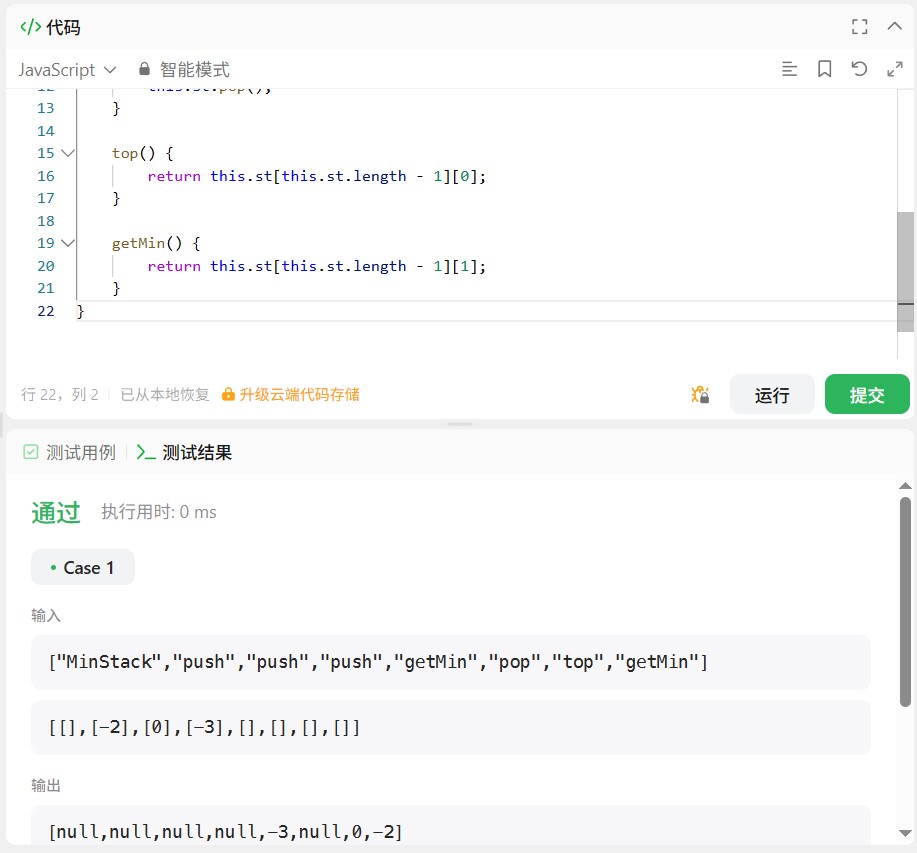 </> 代码
JavaScript 智能模式
12 this.st.pop();
13 }
14
15 top() {
16 return this.st[this.st.length - 1][0];
17 }
18
19 getMin() {
20 return this.st[this.st.length - 1][1];
21 }
22 }
行 22，列 2 已从本地恢复 升级云端代码存储 运行 提交
测试用例 测试结果
通过 执行用时: 0 ms
• Case 1
输入
["MinStack","push","push","push","getMin","pop","top","getMin"]
[[],[-2],[0],[-3],[],[],[],[]]
输出
[null,null,null,null,-3,null,0,-2]